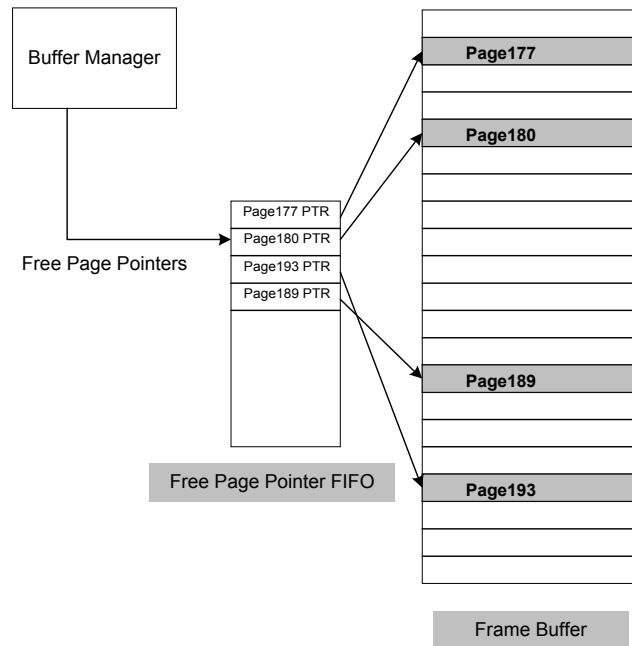 Buffer Manager
Free Page Pointers
Page177 PTR
Page180 PTR
Page193 PTR
Page189 PTR
Free Page Pointer FIFO
Page177
Page180
Page189
Page193
Frame Buffer